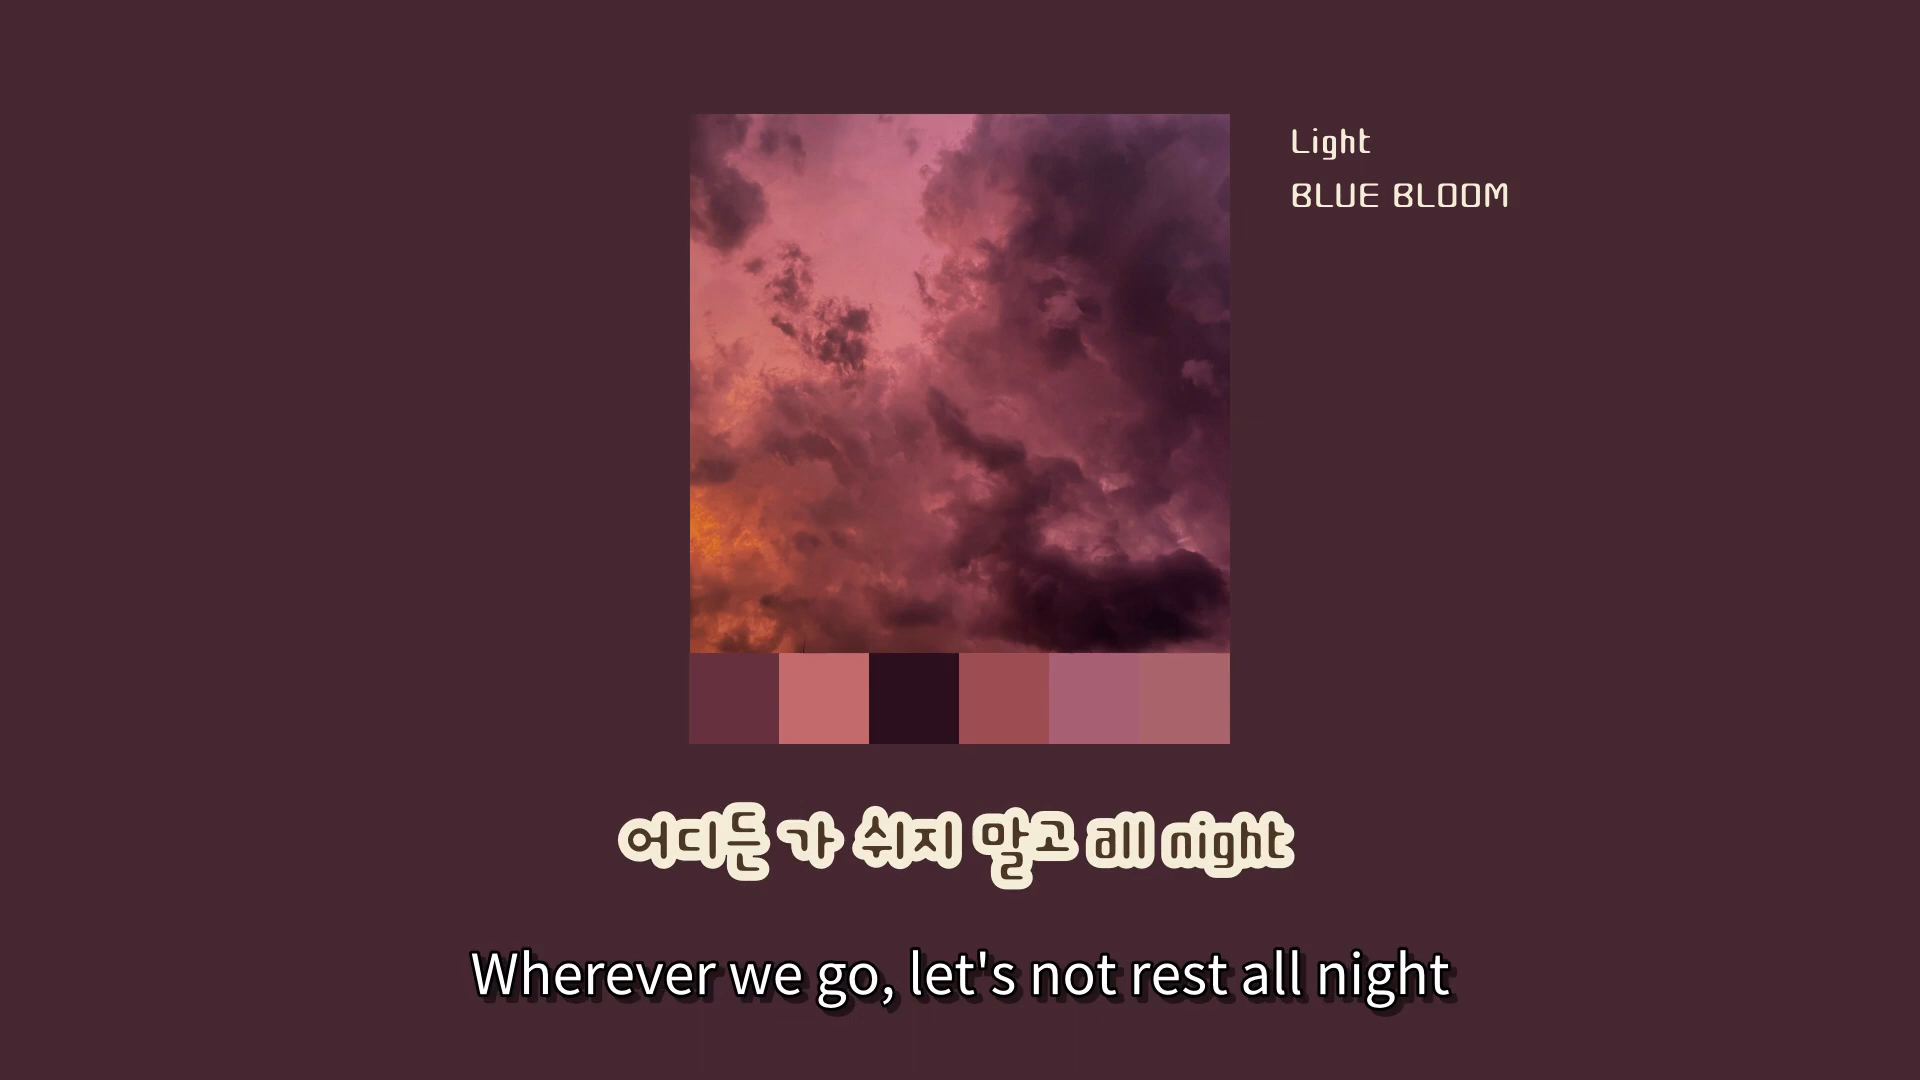 Light
BLUE BLOOM
어디든 가 쉬지 말고 all night
Wherever we go, let's not rest all night